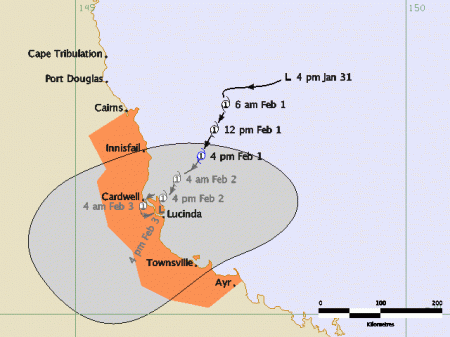 145 150
Cape Tribulation
L 4 pm Jan 31
Port Douglas
1 6 am Feb 1
Cairns
1 12 pm Feb 1
Innisfail
1 4 pm Feb 1
1 4 am Feb 2
Cardwell
1 4 pm Feb 2
4 am Feb 3 1
L
Lucinda
4 pm Feb 3
Townsville
Ayr
0 100 200
Kilometres